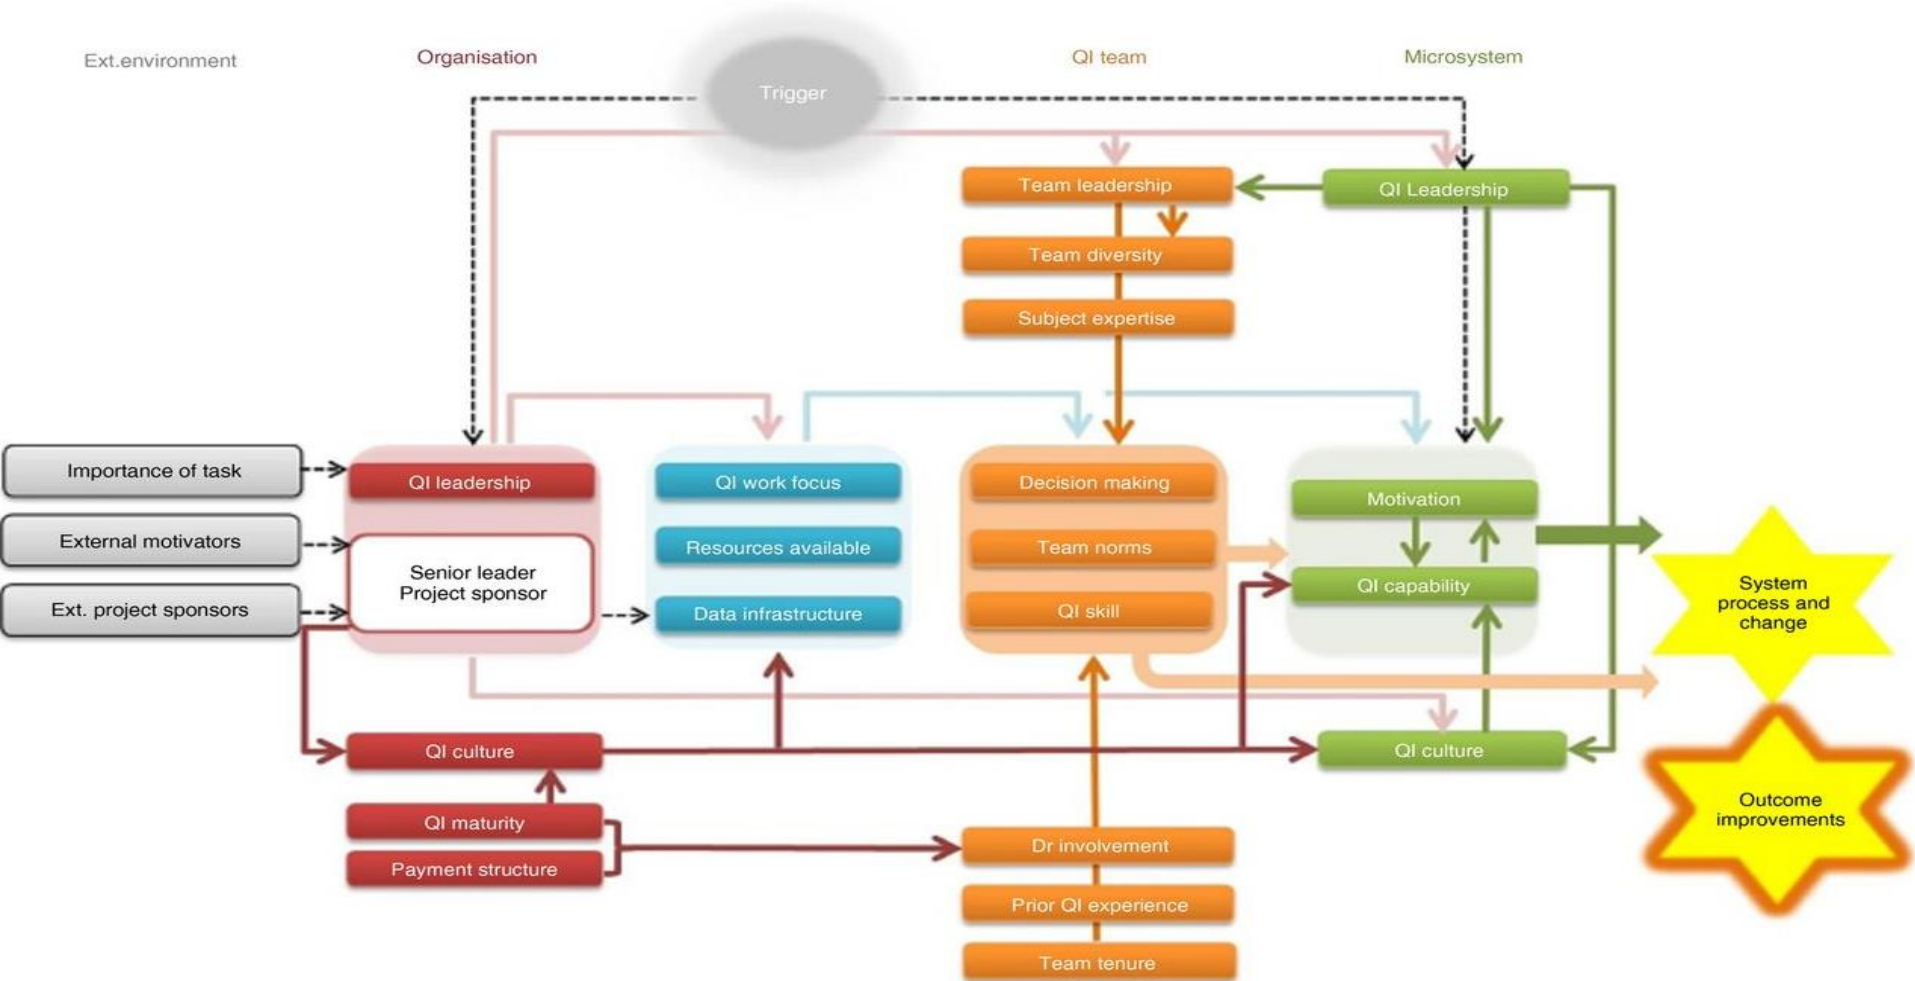 Ext.environment
Organisation
Trigger
QI team
Microsystem
Team leadership
QI Leadership
Team diversity
Subject expertise
Importance of task
QI leadership
QI work focus
Decision making
Motivation
External motivators
Senior leader
Project sponsor
Resources available
Team norms
QI capability
Ext. project sponsors
Data infrastructure
QI skill
System
process and
change
QI culture
QI culture
QI maturity
Payment structure
Dr involvement
Prior QI experience
Team tenure
Outcome
improvements